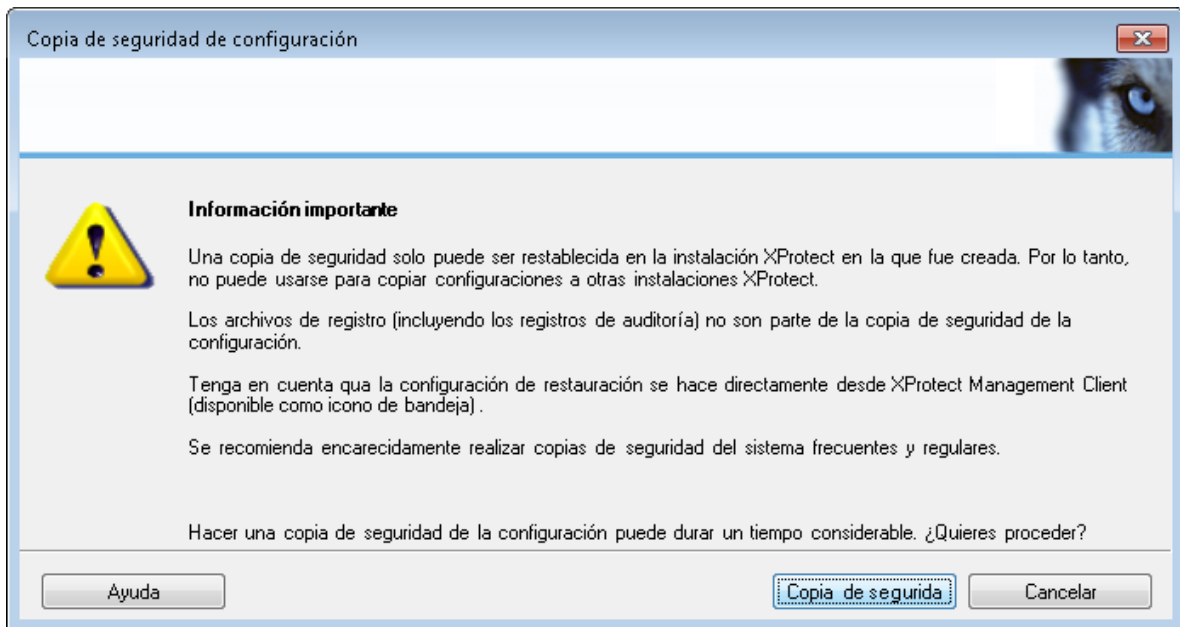 Copia de seguridad de configuración
Información importante
Una copia de seguridad solo puede ser restablecida en la instalación XProtect en la que fue creada. Por lo tanto,
no puede usarse para copiar configuraciones a otras instalaciones XProtect.
Los archivos de registro (incluyendo los registros de auditoría) no son parte de la copia de seguridad de la
configuración.
Tenga en cuenta qua la configuración de restauración se hace directamente desde XProtect Management Client
(disponible como icono de bandeja) .
Se recomienda encarecidamente realizar copias de seguridad del sistema frecuentes y regulares.
Hacer una copia de seguridad de la configuración puede durar un tiempo considerable. ¿Quieres proceder?
Ayuda
Copia de segurida
Cancelar